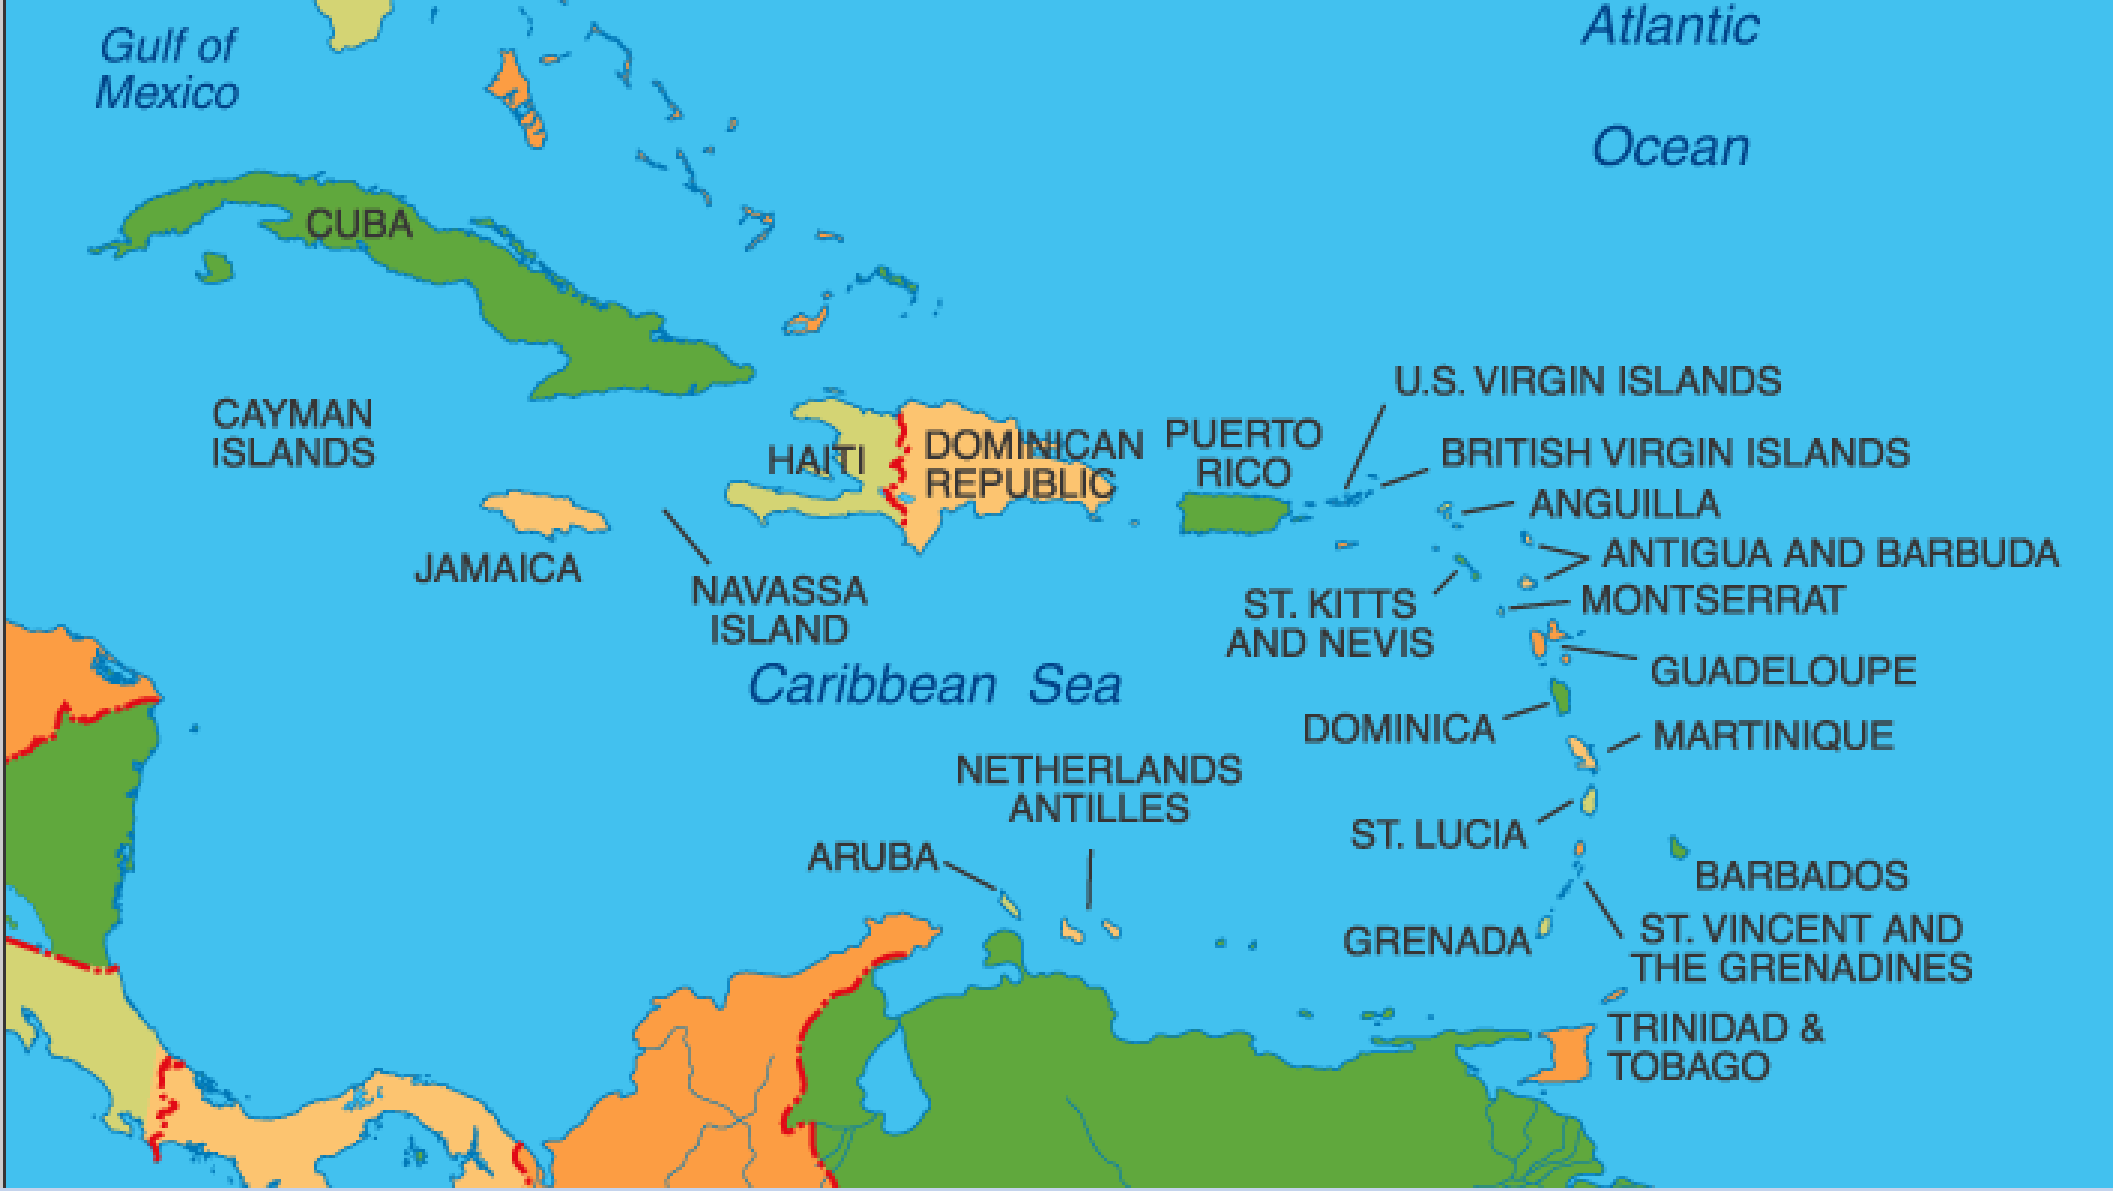 Gulf of
Mexico
Atlantic
Ocean
CUBA
CAYMAN
ISLANDS
JAMAICA
HAITI
DOMINICAN
REPUBLIC
PUERTO
RICO
U.S. VIRGIN ISLANDS
BRITISH VIRGIN ISLANDS
ANGUILLA
ANTIGUA AND BARBUDA
MONTSERRAT
ST. KITTS
AND NEVIS
NAVASSA
ISLAND
Caribbean Sea
GUADELOUPE
DOMINICA
MARTINIQUE
NETHERLANDS
ANTILLES
ARUBA
ST. LUCIA
BARBADOS
GRENADA
ST. VINCENT AND
THE GRENADINES
TRINIDAD &
TOBAGO